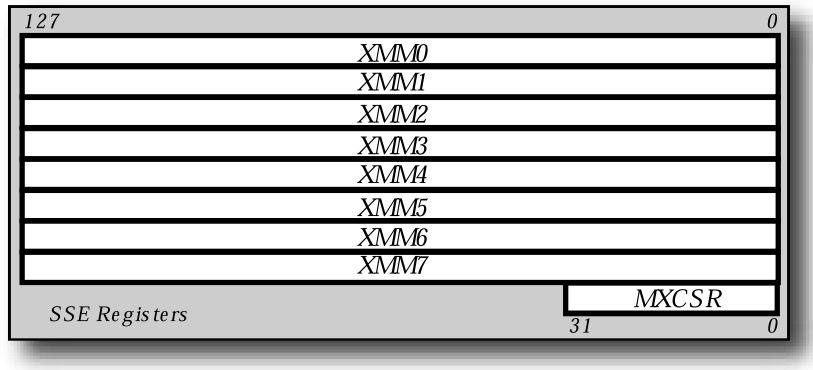 127 0
XMM0
XMM1
XMM2
XMM3
XMM4
XMM5
XMM6
XMM7
MXCSR
SSE Registers
31 0